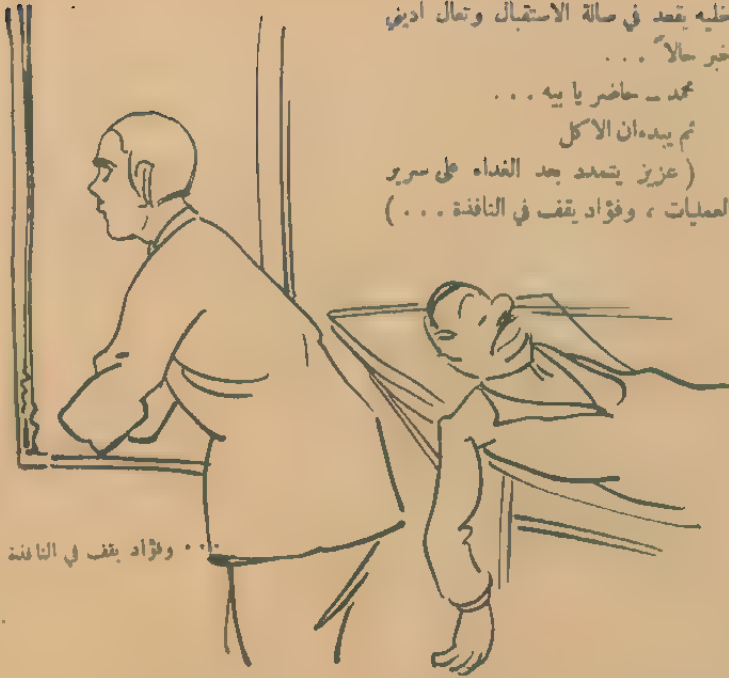 خليه يقعد في صالة الاستقبال وتعال اديني
خبر حالاً . . .
محمد ــ حاضر يا بيه . . .
ثم يبدءان الاكل
( عزيز يتمدد بعد الغداء على سرير
العمليات ، وفؤاد يقف في النافذة . . . )
. . . وفؤاد يقف في النافذة